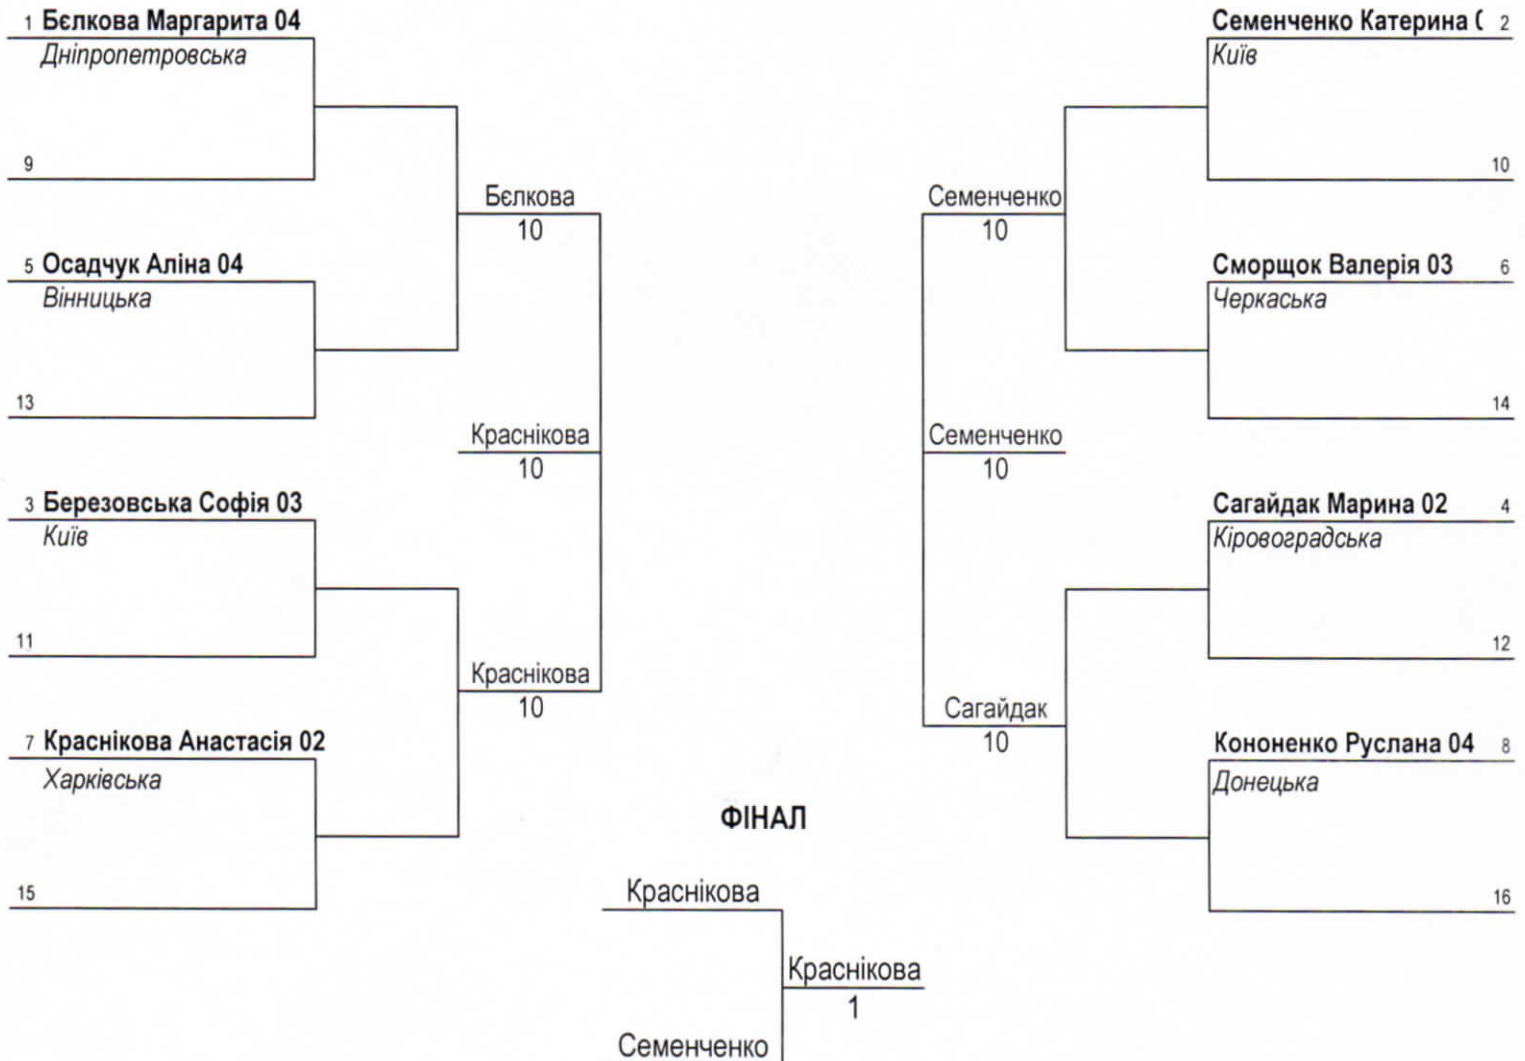 1 Бєлкова Маргарита 04
Дніпропетровська
9
Бєлкова
10
5 Осадчук Аліна 04
Вінницька
13
Краснікова
10
3 Березовська Софія 03
Київ
11
Краснікова
10
7 Краснікова Анастасія 02
Харківська
15
Семенченко Катерина 2
Київ
10
Семенченко
10
Сморщок Валерія 03 6
Черкаська
14
Семенченко
10
Сагайдак Марина 02 4
Кіровоградська
12
Сагайдак
10
Кононенко Руслана 04 8
Донецька
16
ФІНАЛ
Краснікова
Краснікова
1
Семенченко